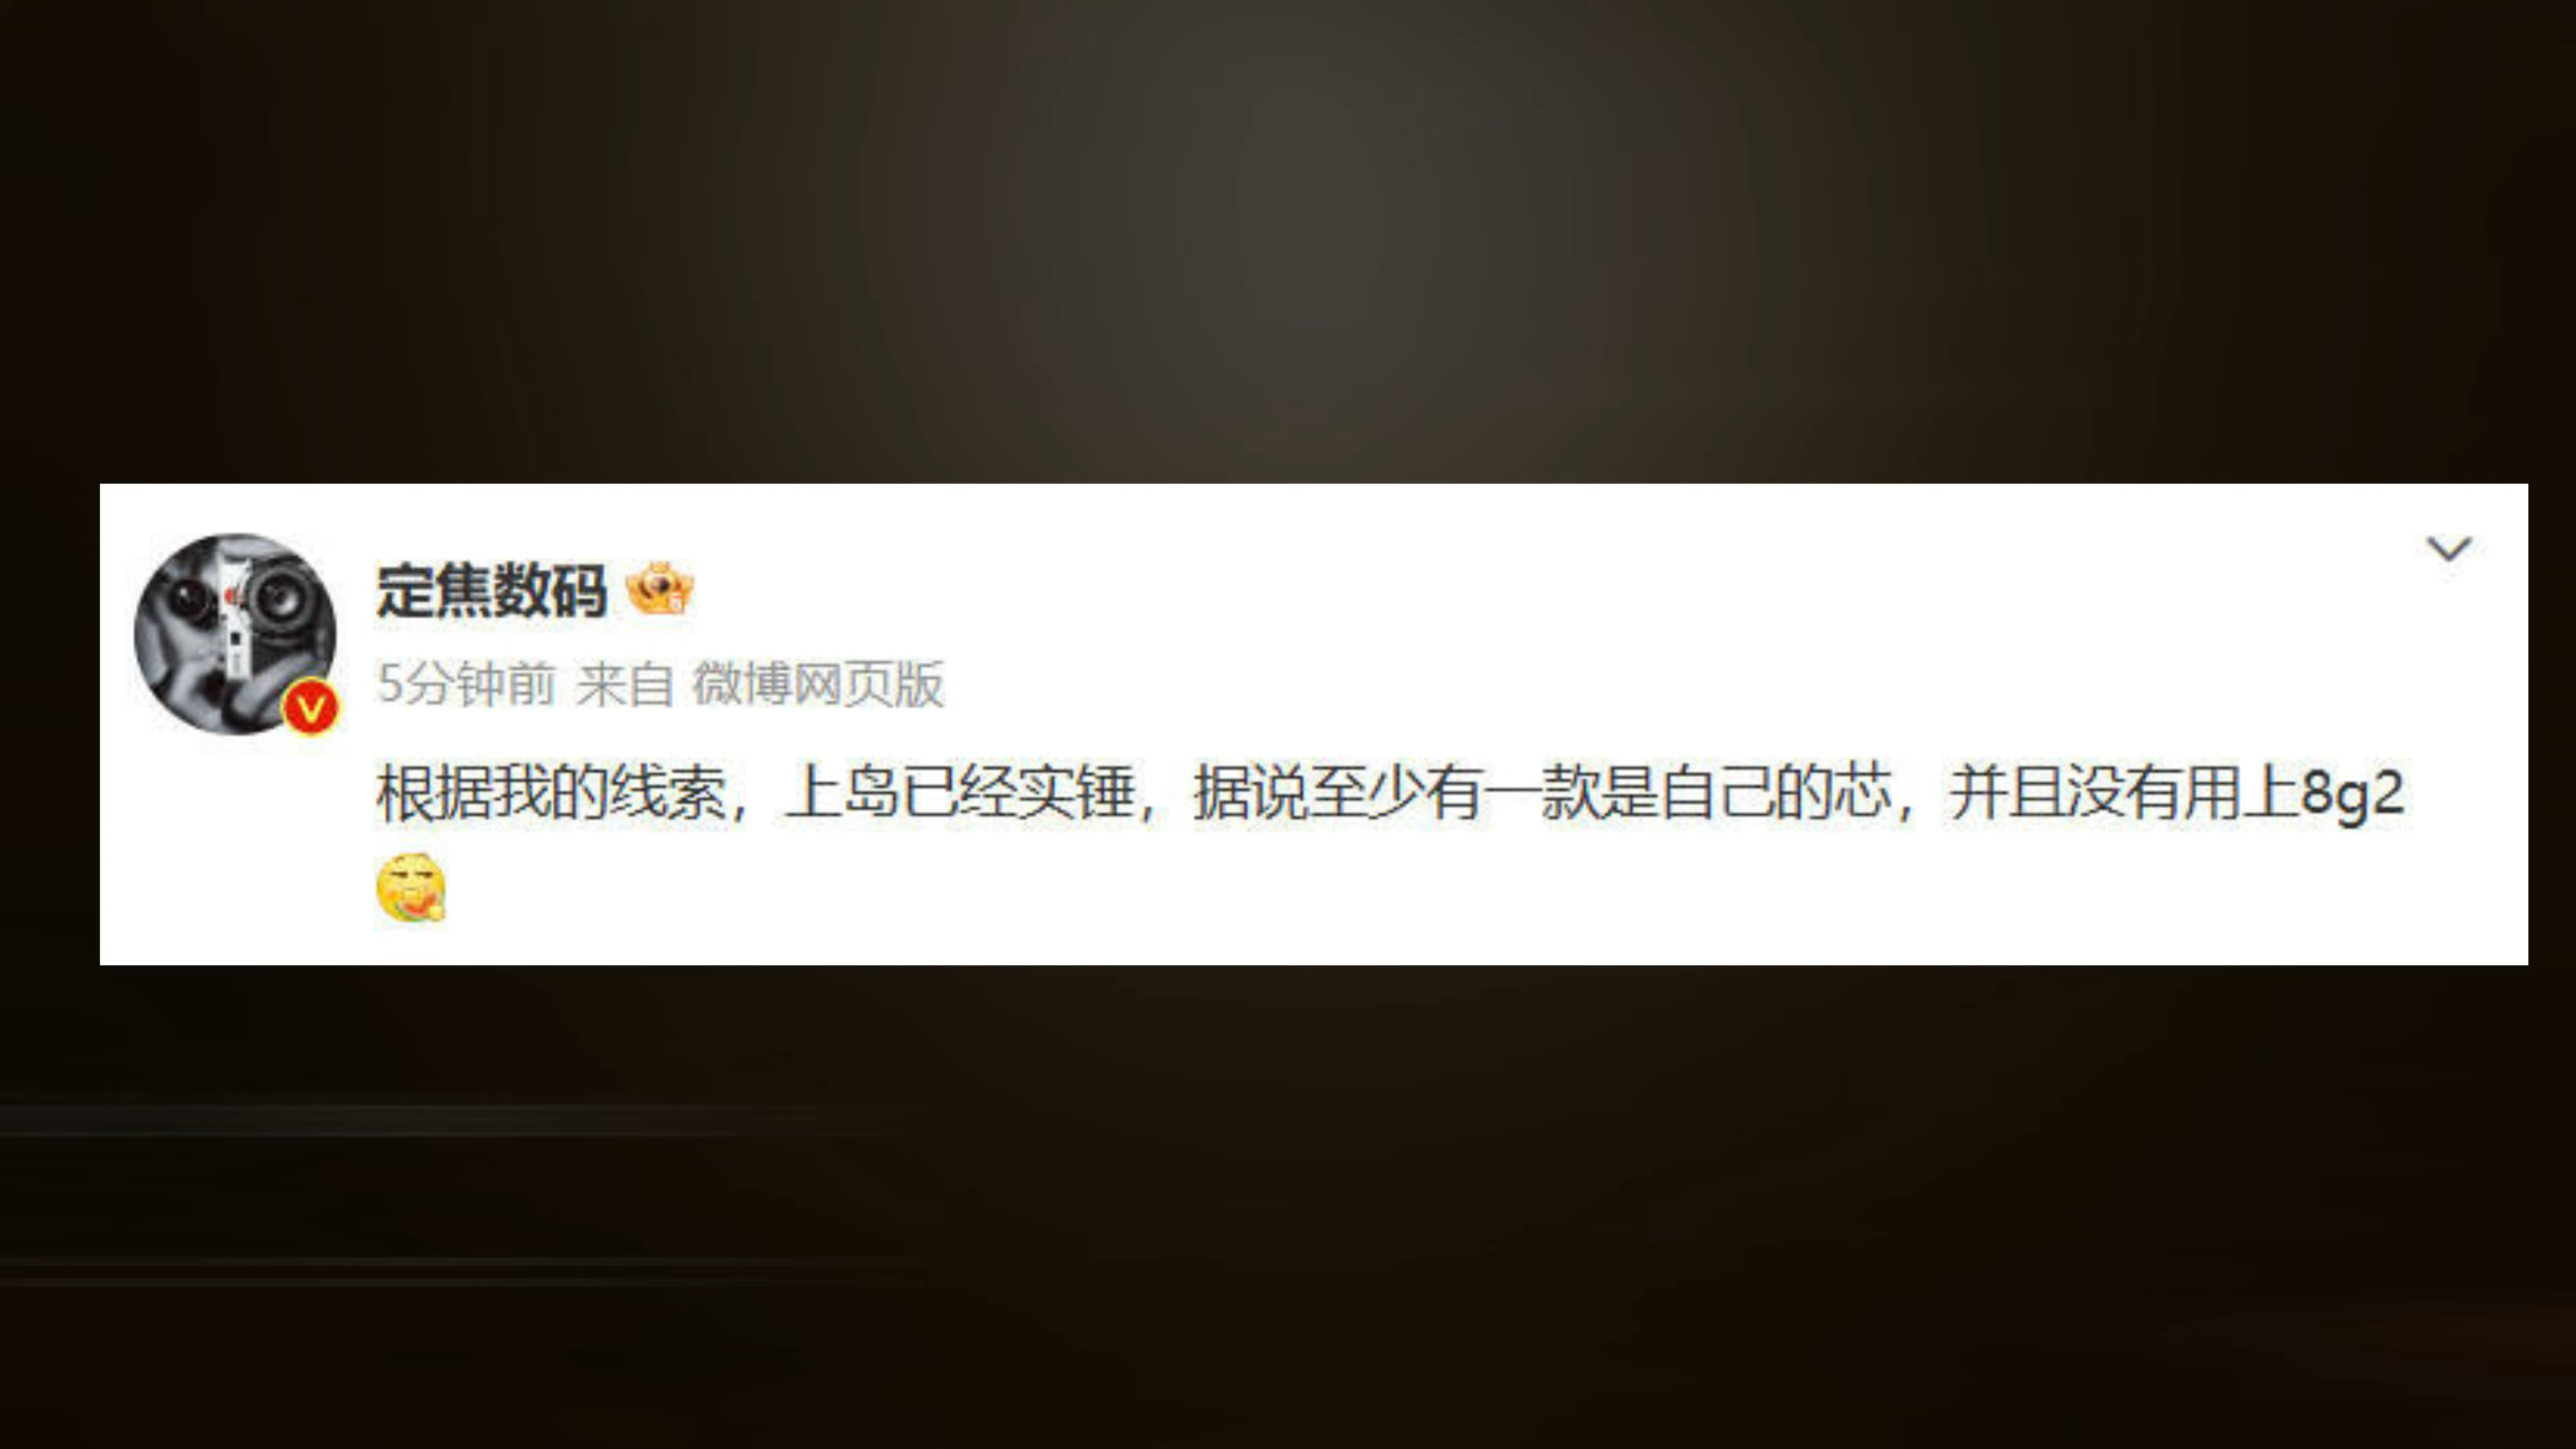 定焦数码
5分钟前 来自 微博网页版
根据我的线索，上岛已经实锤，据说至少有一款是自己的芯，并且没有用上8g2